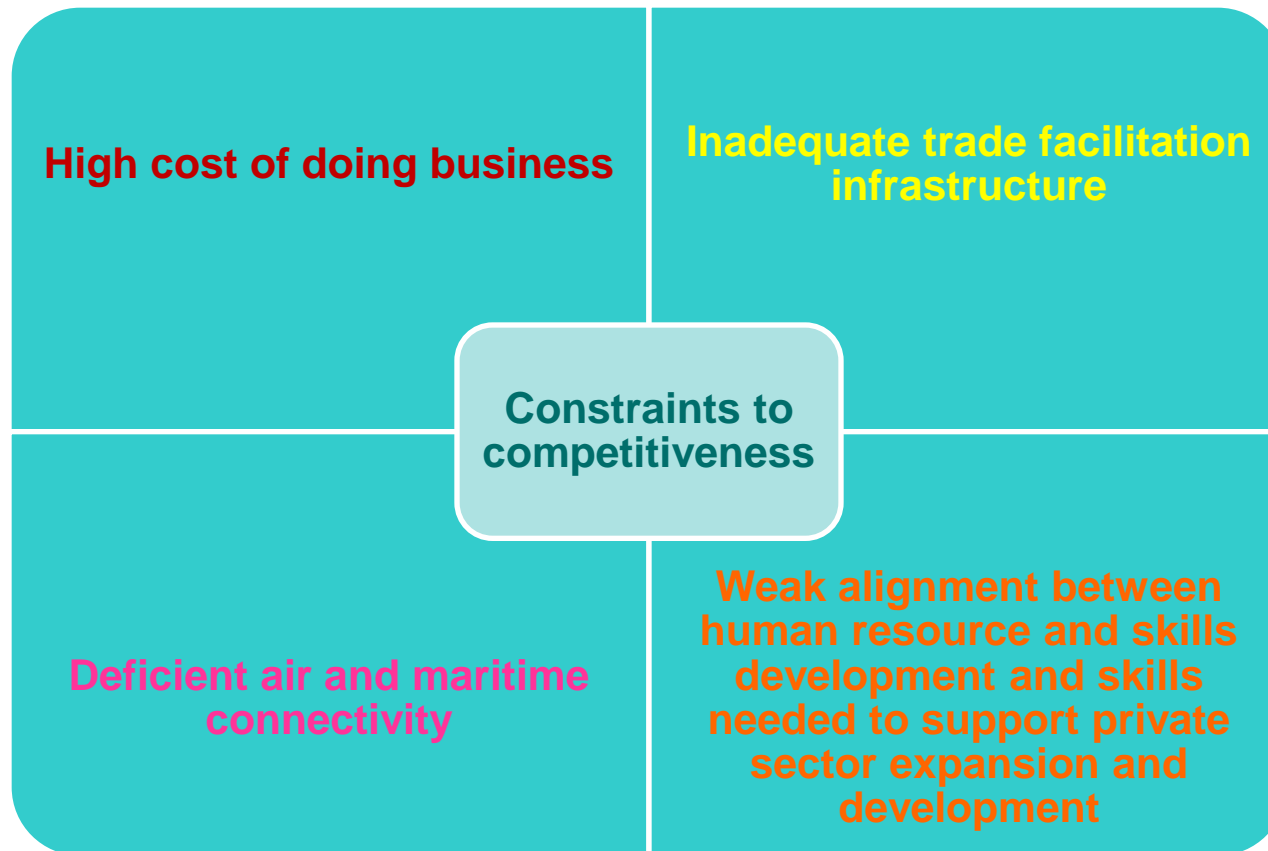 High cost of doing business
Inadequate trade facilitation
infrastructure
Constraints to
competitiveness
Deficient air and maritime
connectivity
Weak alignment between
human resource and skills
development and skills
needed to support private
sector expansion and
development